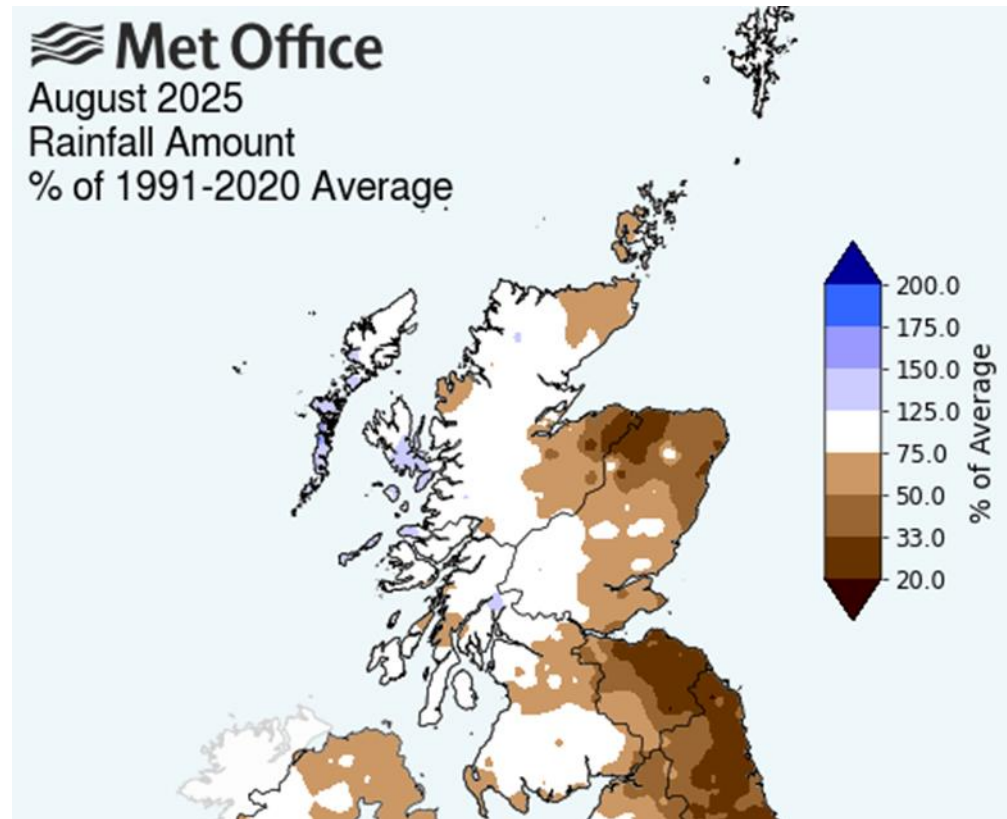 Met Office
August 2025
Rainfall Amount
% of 1991-2020 Average
200.0
175.0
150.0
125.0
75.0
50.0
33.0
20.0
% of Average